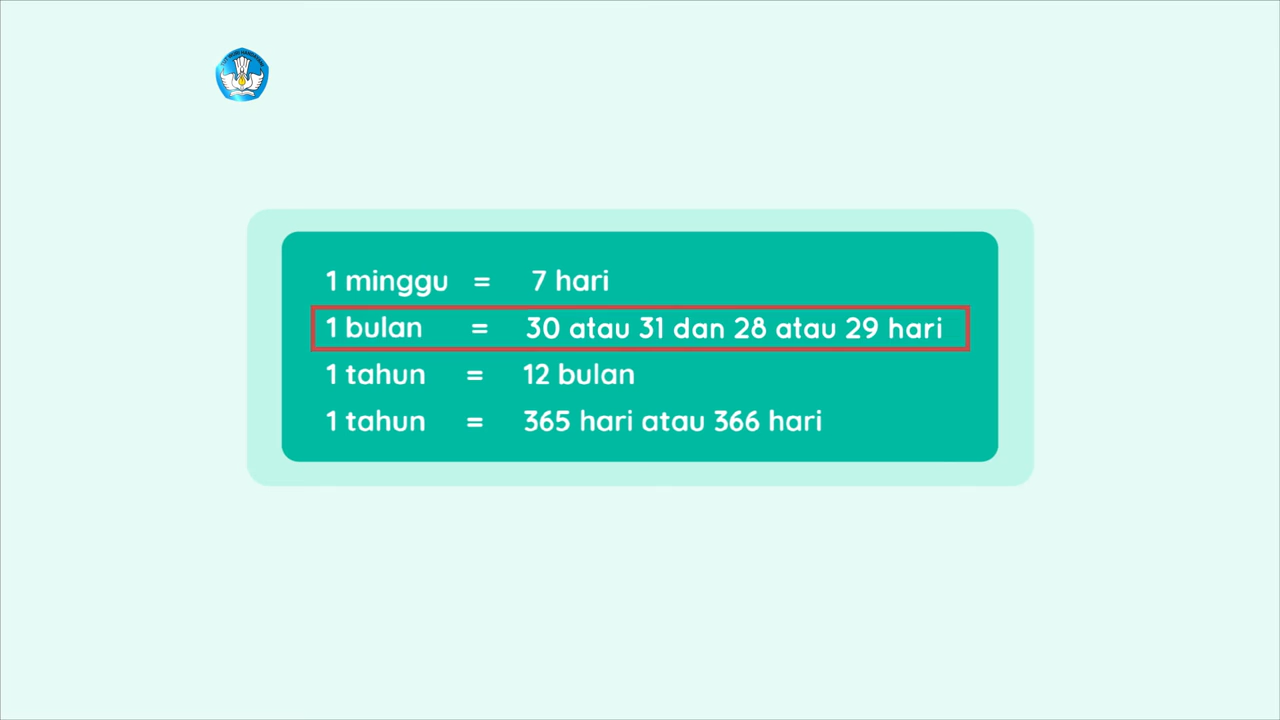 1 minggu = 7 hari
1 bulan = 30 atau 31 dan 28 atau 29 hari
1 tahun = 12 bulan
1 tahun = 365 hari atau 366 hari